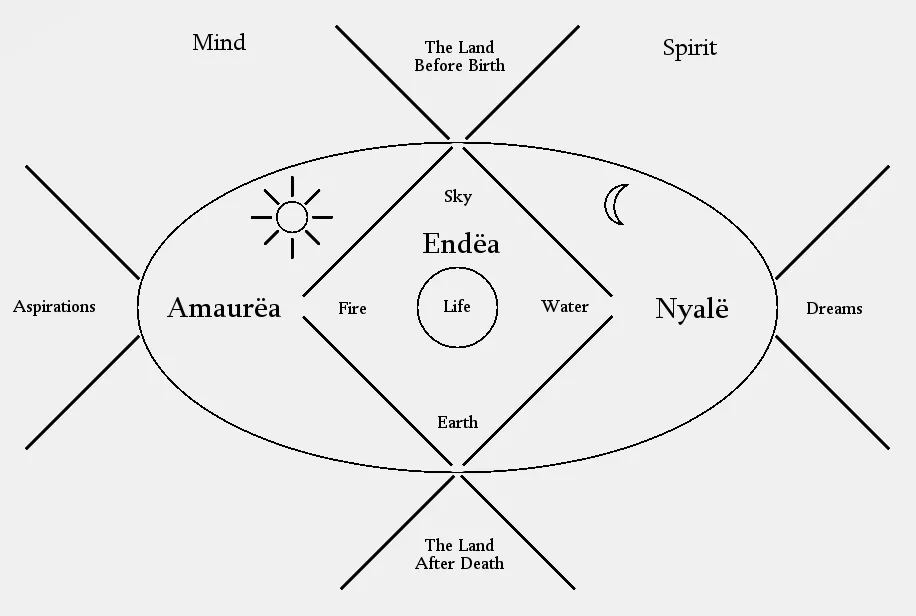 Mind
Spirit
The Land
Before Birth
Sky
Endëa
Aspirations
Amaurëa
Fire
Life
Water
Nyalë
Dreams
Earth
The Land
After Death